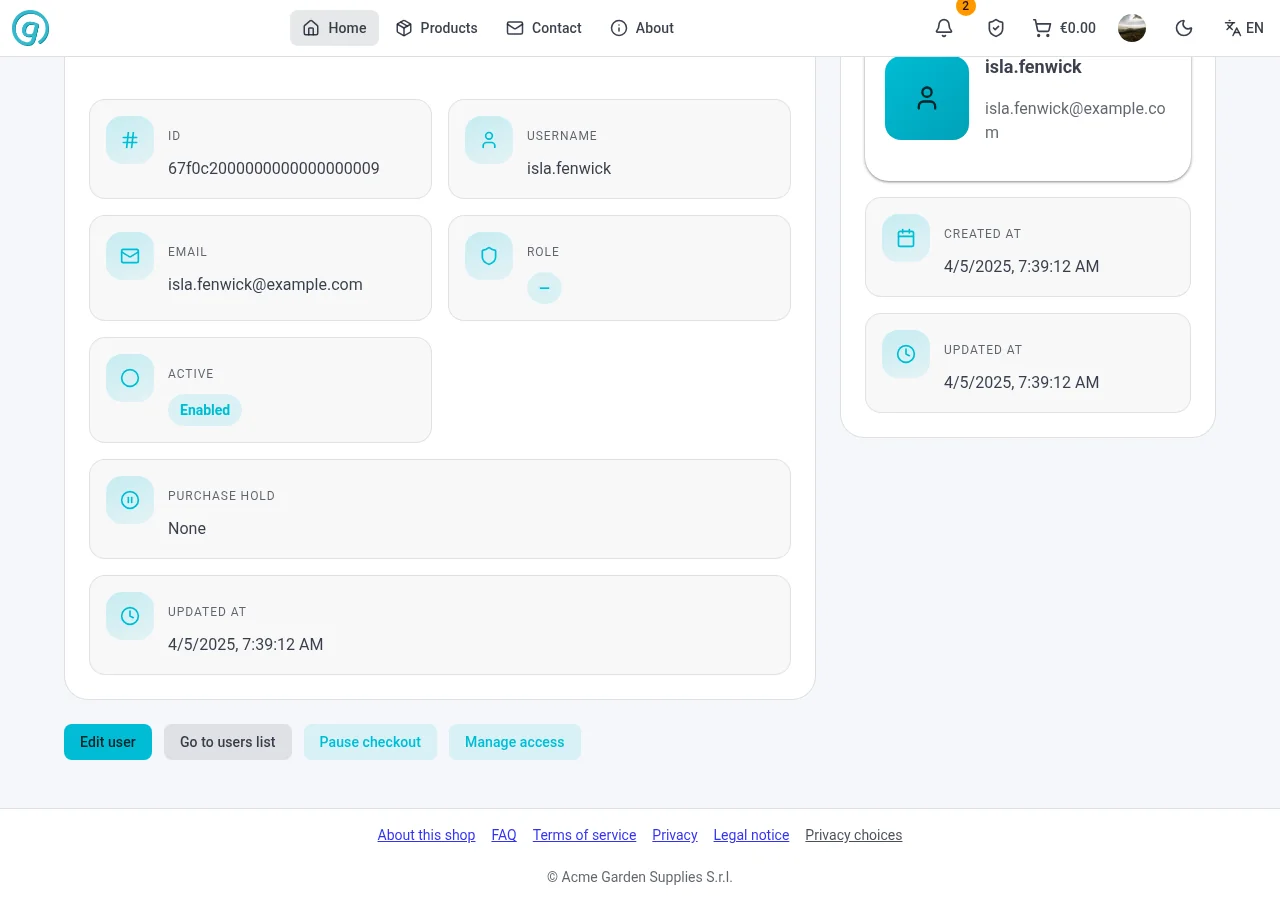 Home
Products
Contact
About
2
€0.00
EN
isla.fenwick
isla.fenwick@example.co
m
ID
67f0c2000000000000000009
USERNAME
isla.fenwick
EMAIL
isla.fenwick@example.com
ROLE
–
ACTIVE
Enabled
PURCHASE HOLD
None
UPDATED AT
4/5/2025, 7:39:12 AM
CREATED AT
4/5/2025, 7:39:12 AM
UPDATED AT
4/5/2025, 7:39:12 AM
Edit user
Go to users list
Pause checkout
Manage access
About this shop
FAQ
Terms of service
Privacy
Legal notice
Privacy choices
© Acme Garden Supplies S.r.l.